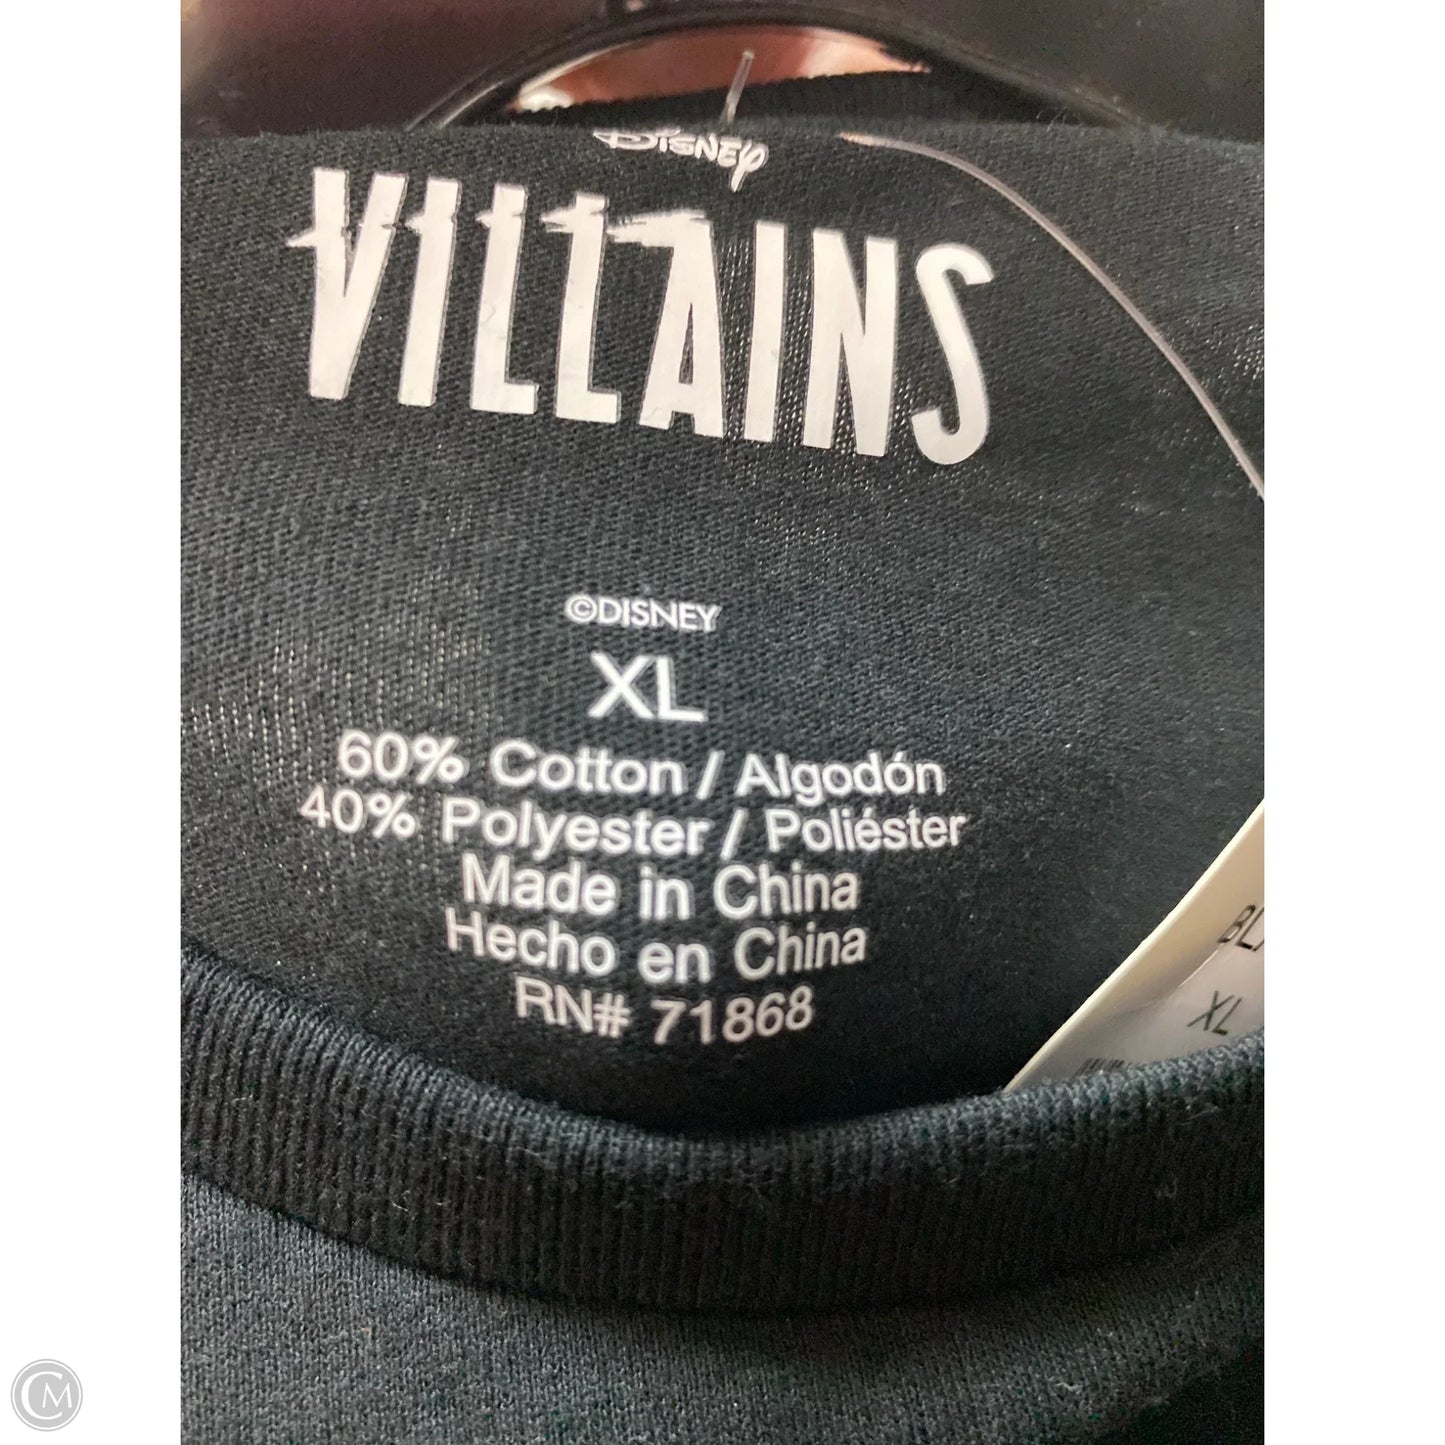 Disney
VILLAINS
©DISNEY
XL
60% Cotton / Algodón
40% Polyester / Poliéster
Made in China
Hecho en China
RN# 71868
XL
CM